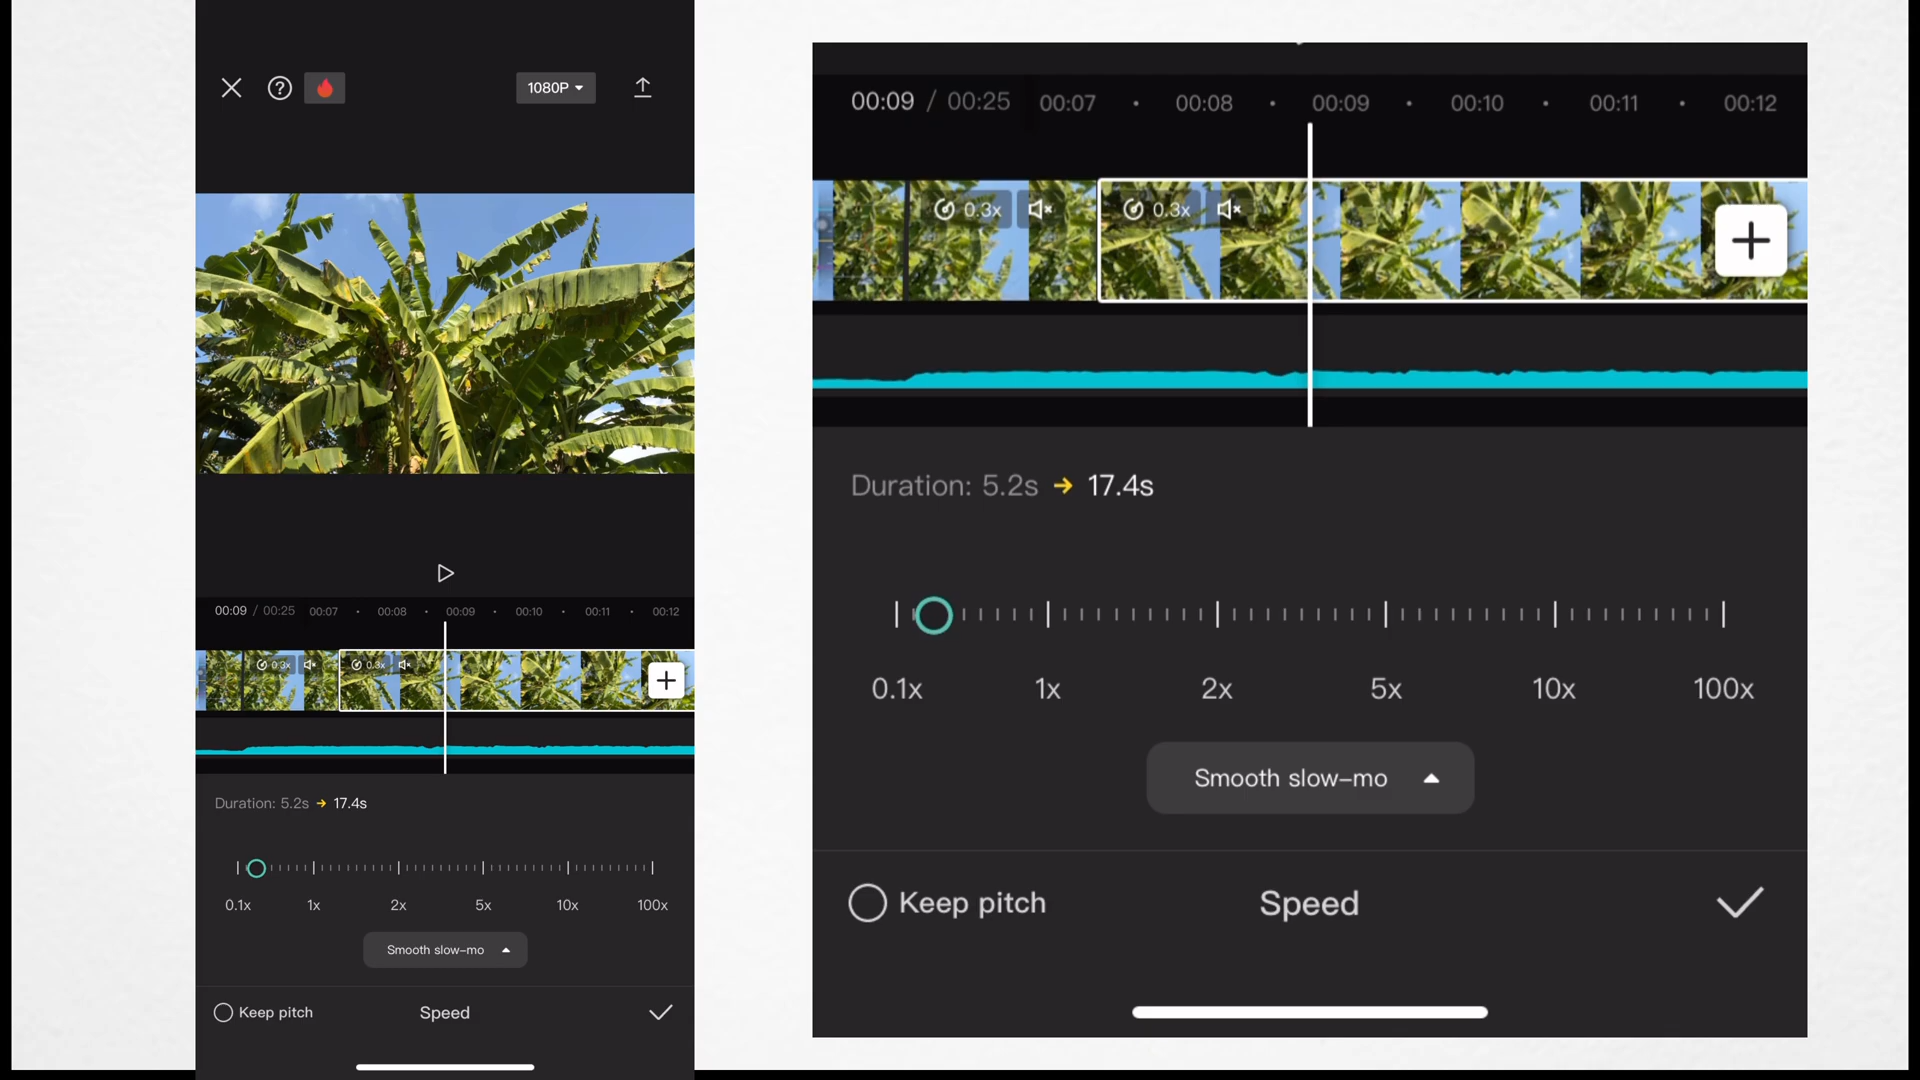 1080P
00:09 / 00:25 00:07 00:08 00:09 00:10 00:11 00:12
0.3x 0.3x
Duration: 5.2s → 17.4s
0.1x 1x 2x 5x 10x 100x
Smooth slow-mo
Keep pitch Speed
00:09 / 00:25 00:07 00:08 00:09 00:10 00:11 00:12
0.3x 0.3x
Duration: 5.2s → 17.4s
0.1x 1x 2x 5x 10x 100x
Smooth slow-mo
Keep pitch Speed